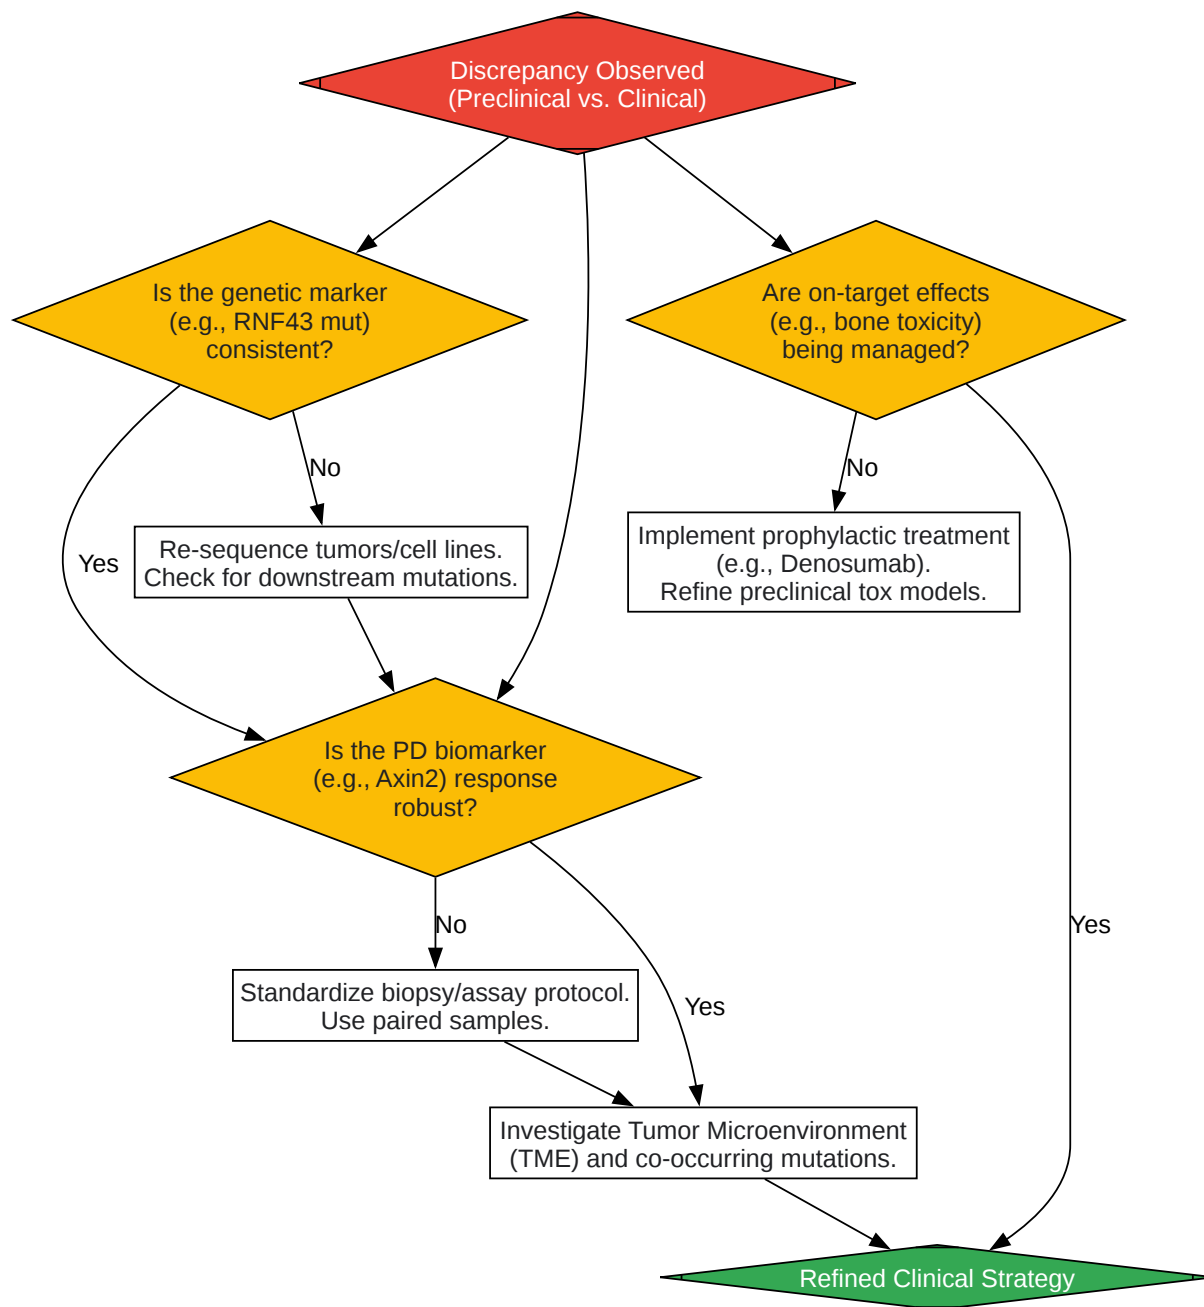 Discrepancy Observed
(Preclinical vs. Clinical)
Is the genetic marker
(e.g., RNF43 mut)
consistent?
Are on-target effects
(e.g., bone toxicity)
being managed?
No
No
Yes
Re-sequence tumors/cell lines.
Check for downstream mutations.
Implement prophylactic treatment
(e.g., Denosumab).
Refine preclinical tox models.
Is the PD biomarker
(e.g., Axin2) response
robust?
No
Yes
Yes
Standardize biopsy/assay protocol.
Use paired samples.
Investigate Tumor Microenvironment
(TME) and co-occurring mutations.
Refined Clinical Strategy